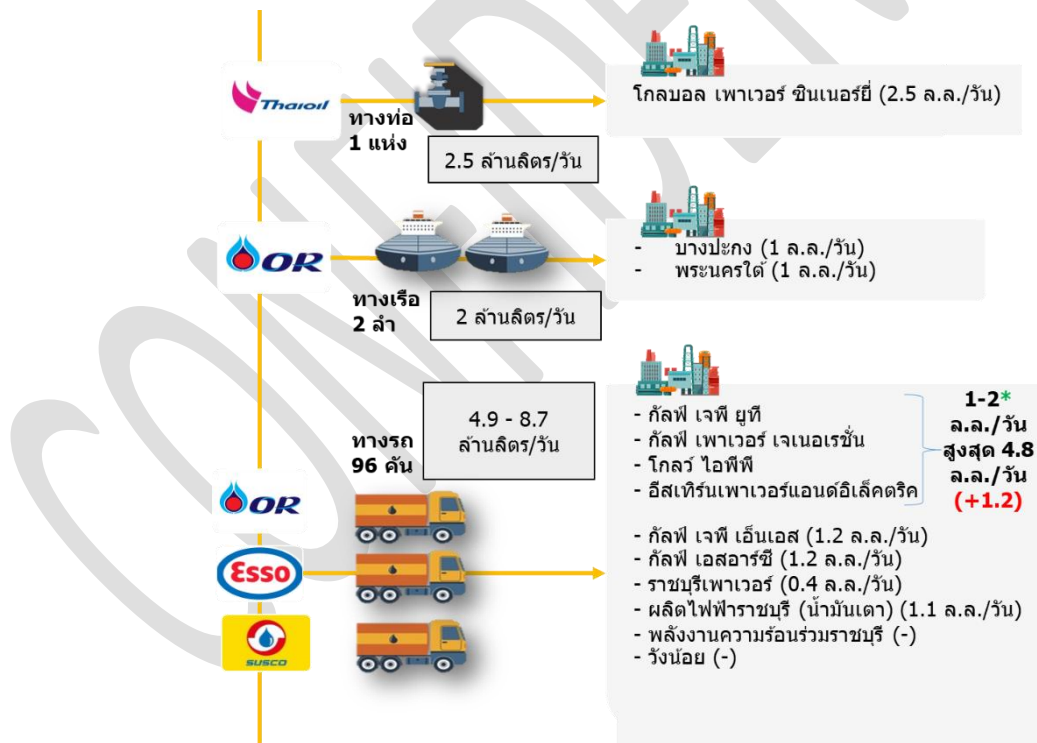 CONFIDEN
Thaioil
ทางท่อ
1 แห่ง
2.5 ล้านลิตร/วัน
โกลบอล เพาเวอร์ ซินเนอร์ยี่ (2.5 ล.ล./วัน)
OR
ทางเรือ
2 ลำ
2 ล้านลิตร/วัน
- บางปะกง (1 ล.ล./วัน)
- พระนครใต้ (1 ล.ล./วัน)
4.9 - 8.7
ล้านลิตร/วัน
ทางรถ
96 คัน
OR
Esso
SUSCO
- กัลฟ์ เจพี ยูที
- กัลฟ์ เพาเวอร์ เจเนอเรชั่น
- โกลว์ ไอพีพี
- อีสเทิร์นเพาเวอร์แอนด์อิเล็คตริค
1-2*
ล.ล./วัน
สูงสุด 4.8
ล.ล./วัน
(+1.2)
- กัลฟ์ เจพี เอ็นเอส (1.2 ล.ล./วัน)
- กัลฟ์ เอสอาร์ซี (1.2 ล.ล./วัน)
- ราชบุรีเพาเวอร์ (0.4 ล.ล./วัน)
- ผลิตไฟฟ้าราชบุรี (น้ำมันเตา) (1.1 ล.ล./วัน)
- พลังงานความร้อนร่วมราชบุรี (-)
- วังน้อย (-)